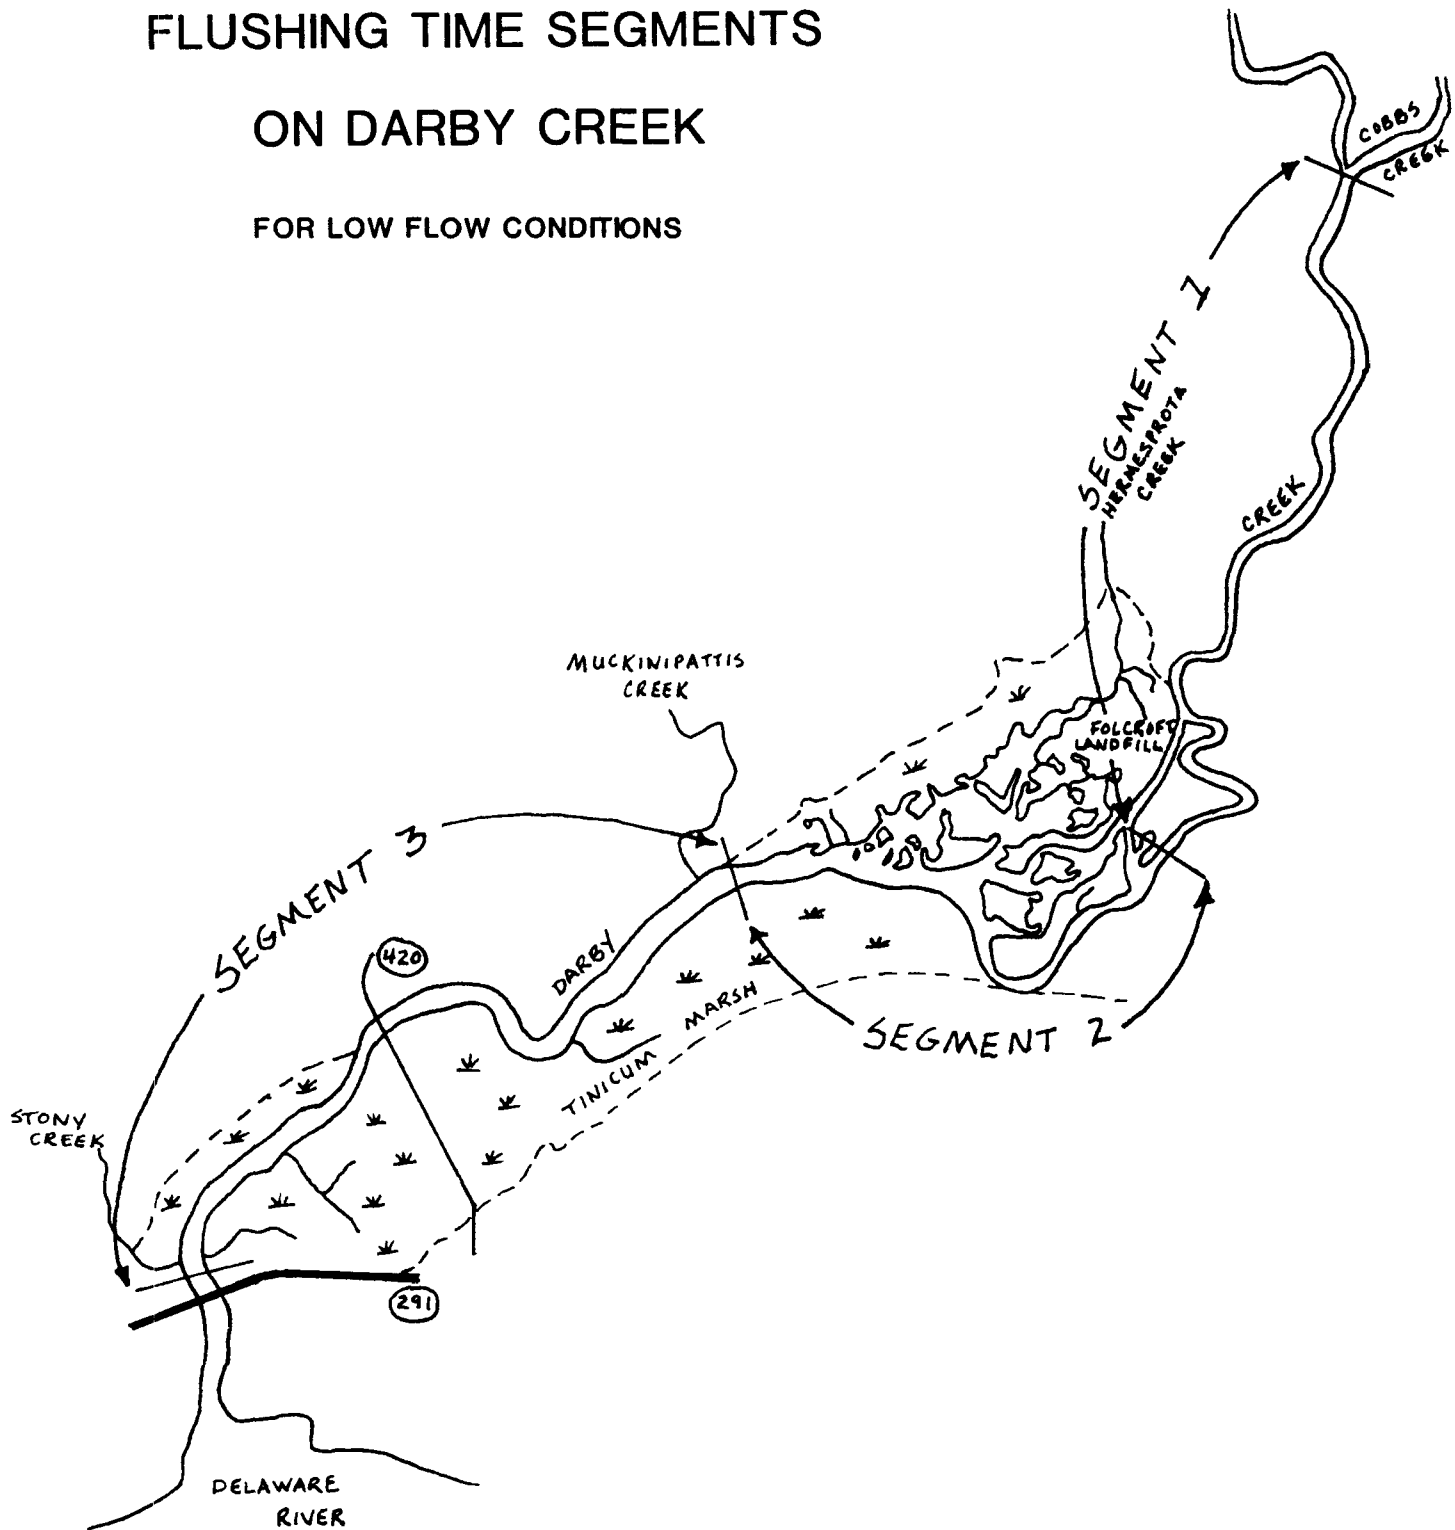 FLUSHING TIME SEGMENTS
ON DARBY CREEK
FOR LOW FLOW CONDITIONS
COBBS
CREEK
SEGMENT 1
HERMESPROTA
CREEK
CREEK
MUCKINIPATTIS
CREEK
FOLCROFT
LANDFILL
SEGMENT 3
420
DARBY
MARSH
SEGMENT 2
TINICUM
STONY
CREEK
291
DELAWARE
RIVER